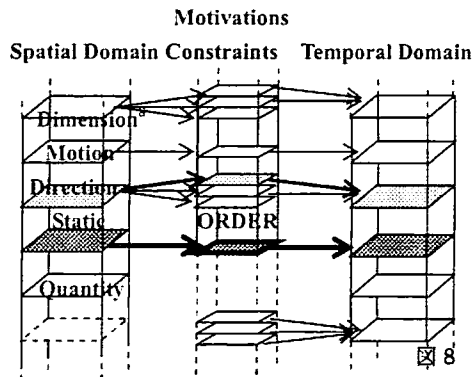 Motivations
Spatial Domain Constraints Temporal Domain
Dimension s
Motion
Direction
Static ORDER
Quantity
図 8